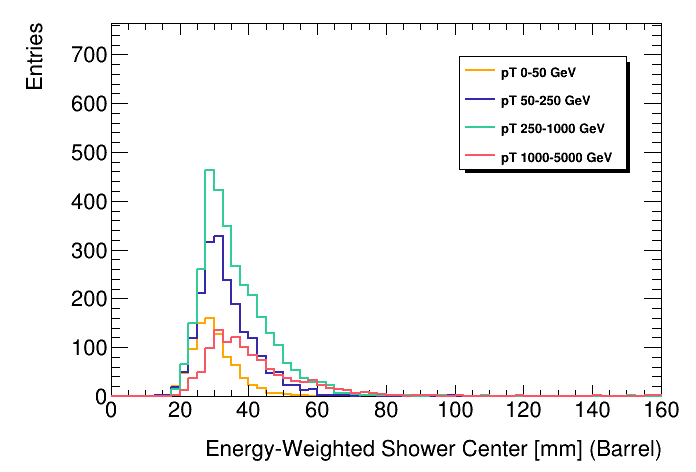 Entries
700
600
500
400
300
200
100
0
0 20 40 60 80 100 120 140 160
Energy-Weighted Shower Center [mm] (Barrel)
pT 0-50 GeV
pT 50-250 GeV
pT 250-1000 GeV
pT 1000-5000 GeV